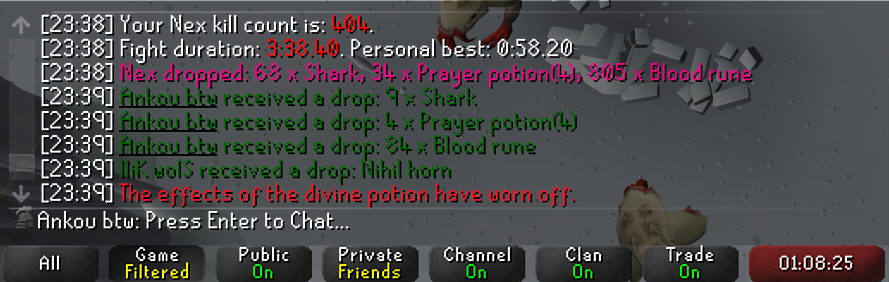 [23:38] Your Nex kill count is: 404.
[23:38] Fight duration: 3:38.40. Personal best: 0:58.20
[23:38] Nex dropped: 68 x Shark, 34 x Prayer potion(4), 805 x Blood rune
[23:39] Ankou btw received a drop: 9 x Shark
[23:39] Ankou btw received a drop: 4 x Prayer potion(4)
[23:39] Ankou btw received a drop: 84 x Blood rune
[23:39] lliK wolS received a drop: Nihil horn
[23:39] The effects of the divine potion have worn off.
Ankou btw: Press Enter to Chat...
All
Game
Filtered
Public
On
Private
Friends
Channel
On
Clan
On
Trade
On
01:08:25